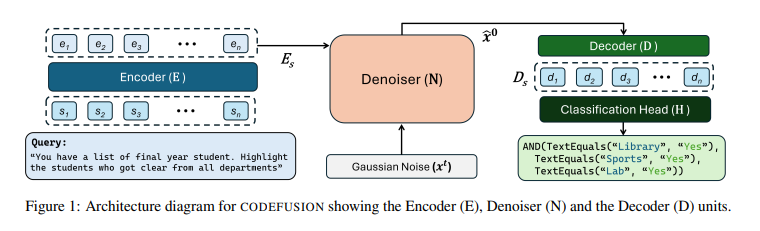 e1 e2 e3 ••• en
Es
Encoder (E)
s1 s2 s3 ••• sn
Query:
“You have a list of final year student. Highlight
the students who got clear from all departments”
Denoiser (N)
Gaussian Noise (x^t)
x̂^0
Decoder (D)
Ds
d1 d2 d3 ••• dn
Classification Head (H)
AND(TextEquals(“Library”, “Yes”),
TextEquals(“Sports”, “Yes”),
TextEquals(“Lab”, “Yes”))
Figure 1: Architecture diagram for CODEFUSION showing the Encoder (E), Denoiser (N) and the Decoder (D) units.